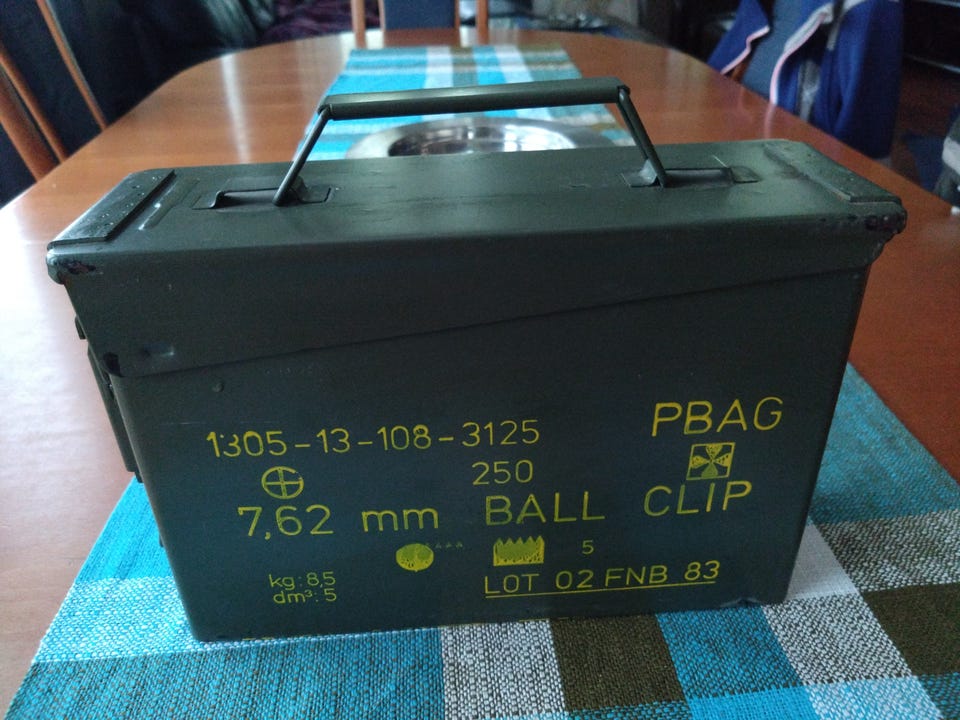 1305-13-108-3125
PBAG
250
7,62 mm BALL CLIP
5
kg: 8,5
dm³: 5
LOT 02 FNB 83